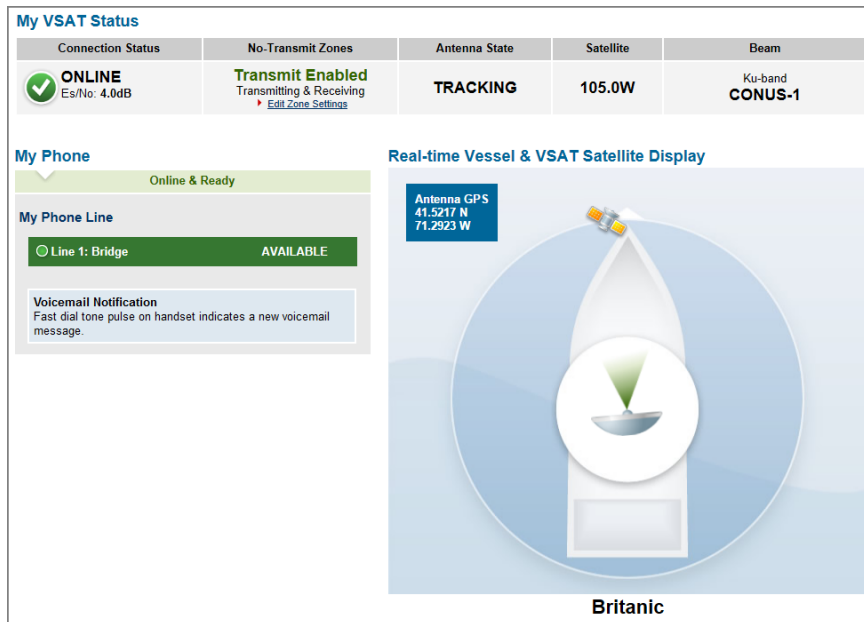 My VSAT Status
Connection Status No-Transmit Zones Antenna State Satellite Beam
ONLINE
Es/No: 4.0dB
Transmit Enabled
Transmitting & Receiving
Edit Zone Settings
TRACKING
105.0W
Ku-band
CONUS-1
My Phone
Online & Ready
My Phone Line
Line 1: Bridge AVAILABLE
Voicemail Notification
Fast dial tone pulse on handset indicates a new voicemail
message.
Real-time Vessel & VSAT Satellite Display
Antenna GPS
41.5217 N
71.2923 W
Britanic